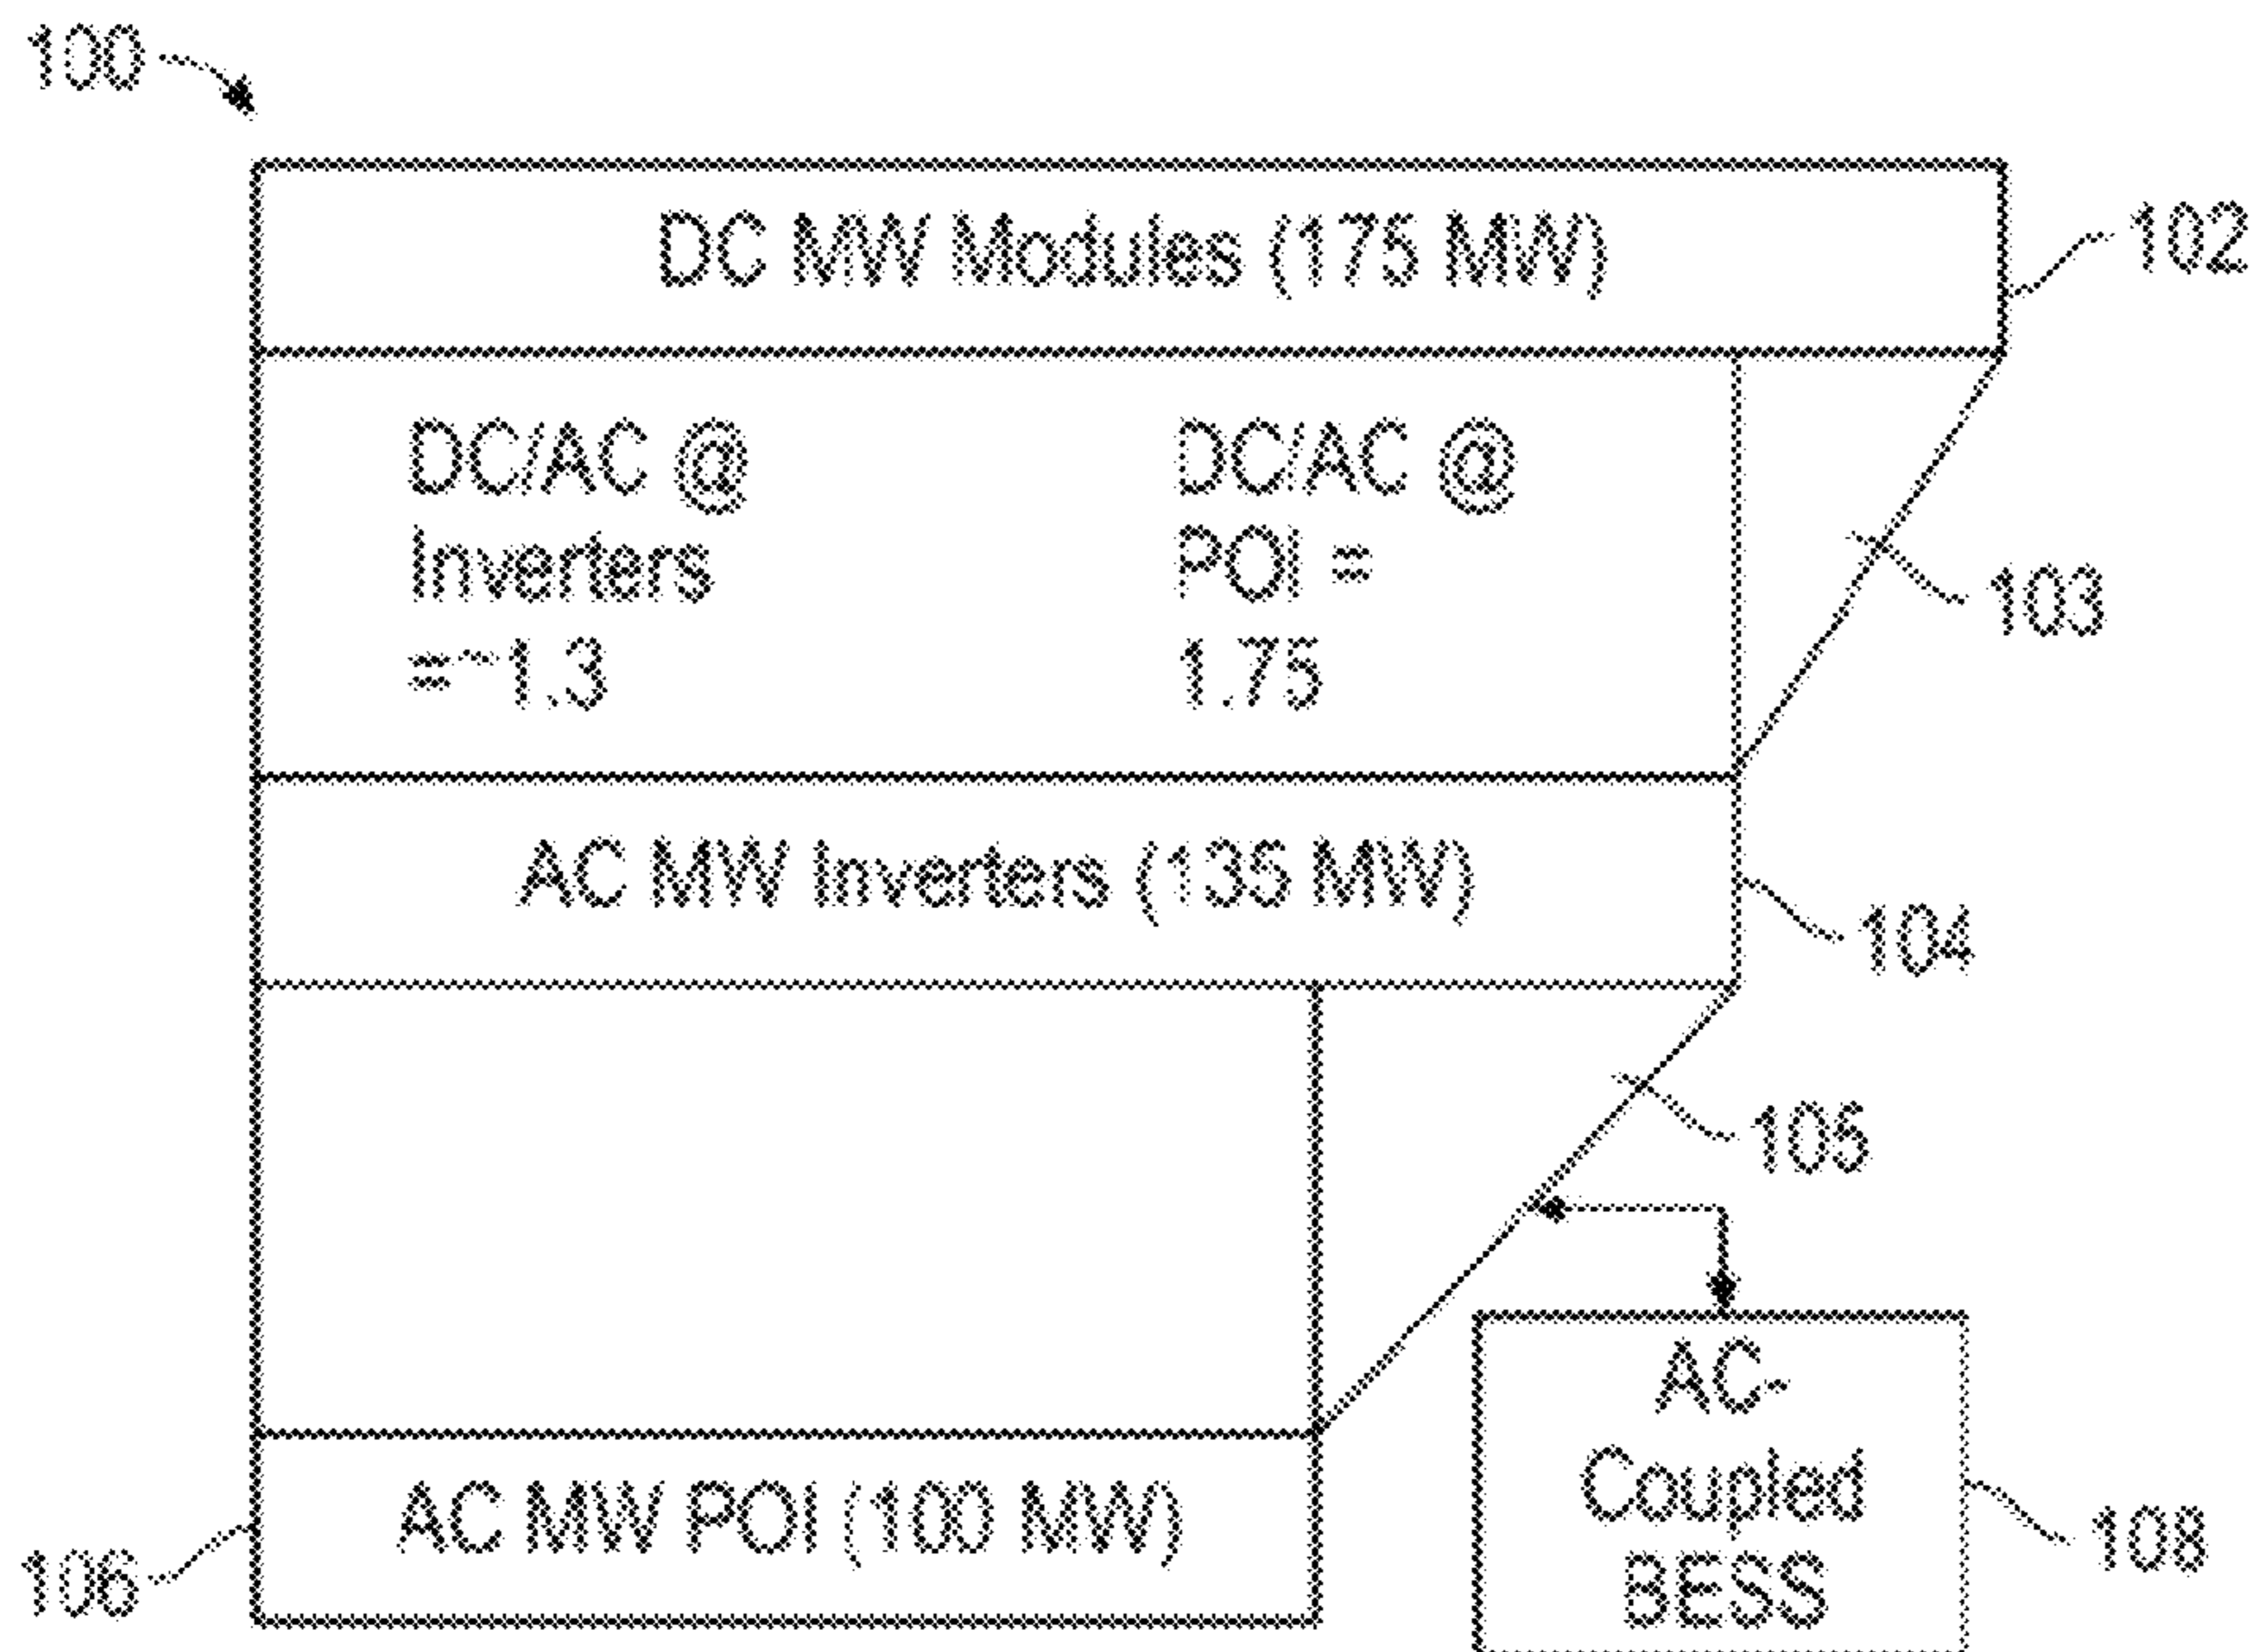 100
DC MW Modules (175 MW)
102
DC/AC @
Inverters
=~1.3
DC/AC @
POI =
1.75
103
AC MW Inverters (135 MW)
104
105
AC MW POI (100 MW)
106
AC-
Coupled
BESS
108